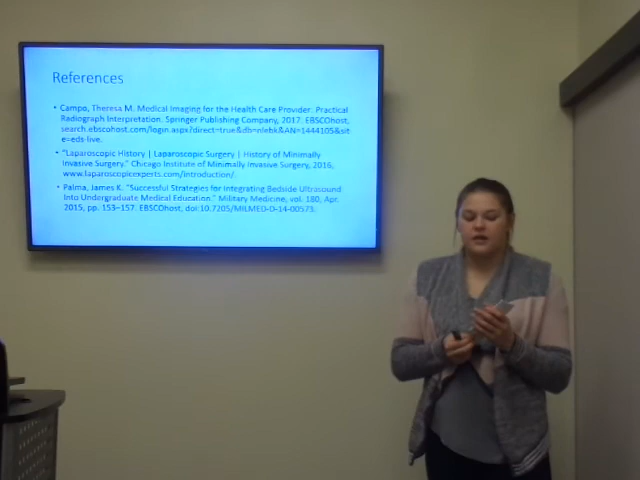 References
• Campo, Theresa M. Medical Imaging for the Health Care Provider: Practical
Radiograph Interpretation. Springer Publishing Company, 2017. EBSCOhost,
search.ebscohost.com/login.aspx?direct=true&db=nlebk&AN=1444105&sit
e=eds-live.
• "Laparoscopic History | Laparoscopic Surgery | History of Minimally
Invasive Surgery." Chicago Institute of Minimally Invasive Surgery, 2016,
www.laparoscopicexperts.com/introduction/.
• Palma, James K. "Successful Strategies for Integrating Bedside Ultrasound
Into Undergraduate Medical Education." Military Medicine, vol. 180, Apr.
2015, pp. 153–157. EBSCOhost, doi:10.7205/MILMED-D-14-00573.